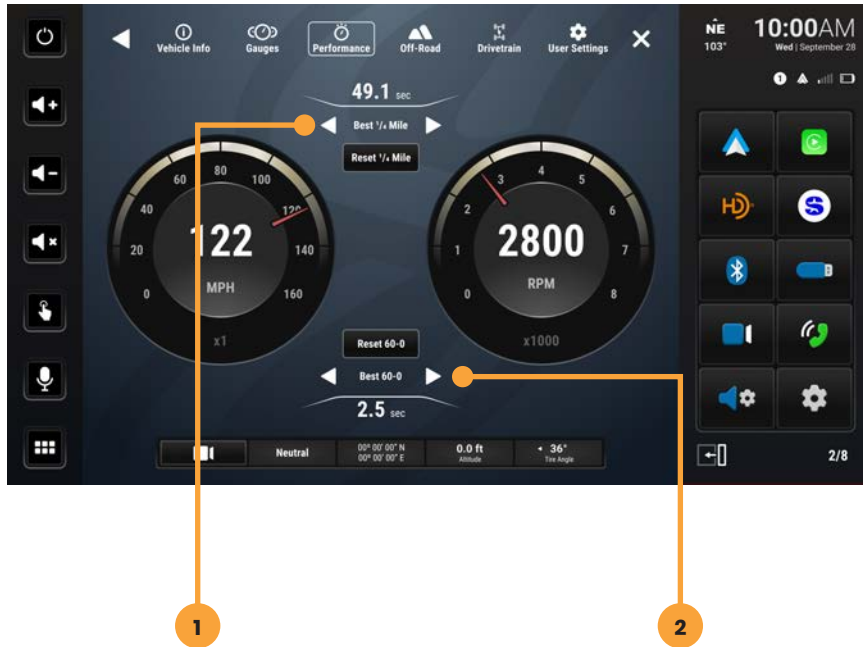 Vehicle Info
Gauges
Performance
Off-Road
Drivetrain
User Settings
NE
103°
10:00AM
Wed | September 28
1
49.1 sec
Best 1/4 Mile
Reset 1/4 Mile
0
20
40
60
80
100
120
140
160
122
MPH
x1
0
1
2
3
4
5
6
7
8
2800
RPM
x1000
HD
S
Reset 60-0
Best 60-0
2.5 sec
Neutral
00° 00' 00" N
00° 00' 00" E
0.0 ft
Altitude
36°
Tire Angle
2/8
1
2